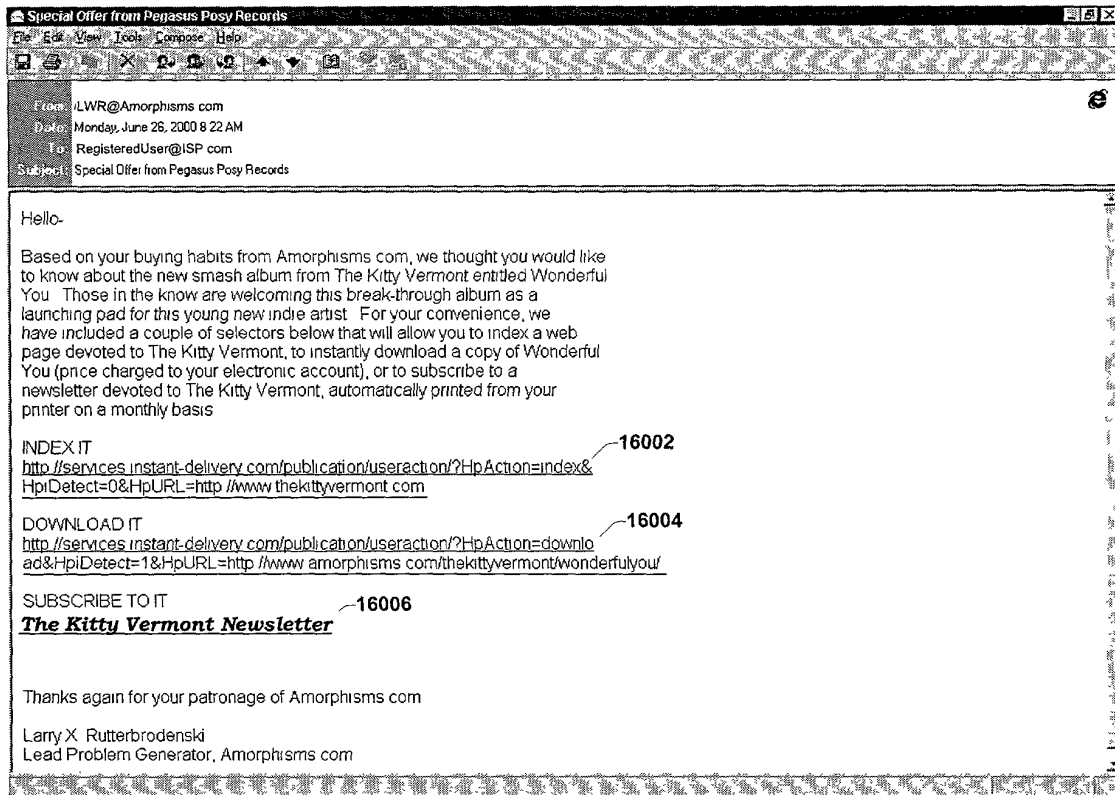 Special Offer from Pegasus Posy Records
File Edit View Tools Compose Help
From: LWR@Amorphisms com
Date: Monday, June 26, 2000 8 22 AM
To: RegisteredUser@ISP com
Subject: Special Offer from Pegasus Posy Records
Hello-
Based on your buying habits from Amorphisms com, we thought you would like
to know about the new smash album from The Kitty Vermont entitled Wonderful
You Those in the know are welcoming this break-through album as a
launching pad for this young new indie artist For your convenience, we
have included a couple of selectors below that will allow you to index a web
page devoted to The Kitty Vermont, to instantly download a copy of Wonderful
You (price charged to your electronic account), or to subscribe to a
newsletter devoted to The Kitty Vermont, automatically printed from your
printer on a monthly basis
INDEX IT
16002
http //services instant-delivery com/publication/useraction/?HpAction=index&
HpiDetect=0&HpURL=http //www thekittyvermont com
DOWNLOAD IT
16004
http //services instant-delivery com/publication/useraction/?HpAction=downlo
ad&HpiDetect=1&HpURL=http //www amorphisms com/thekittyvermont/wonderfulyou/
SUBSCRIBE TO IT
16006
The Kitty Vermont Newsletter
Thanks again for your patronage of Amorphisms com
Larry X Rutterbrodenski
Lead Problem Generator, Amorphisms com